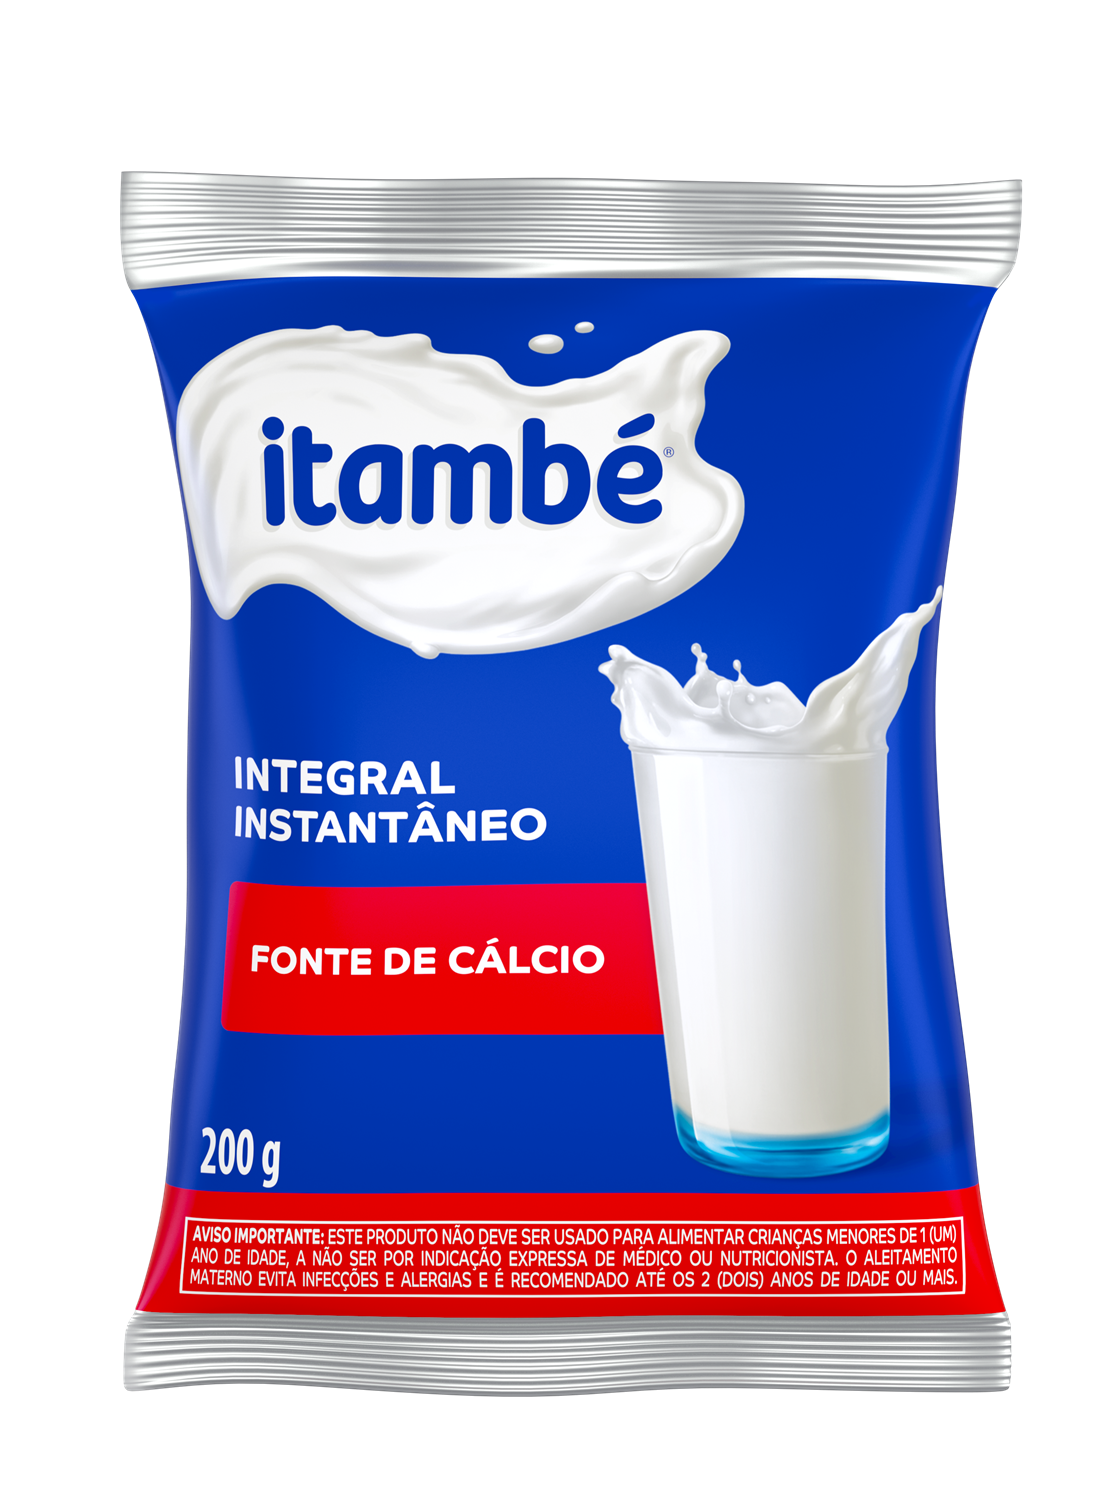 itambé®
INTEGRAL
INSTANTÂNEO
FONTE DE CÁLCIO
200 g
AVISO IMPORTANTE: ESTE PRODUTO NÃO DEVE SER USADO PARA ALIMENTAR CRIANÇAS MENORES DE 1 (UM)
ANO DE IDADE, A NÃO SER POR INDICAÇÃO EXPRESSA DE MÉDICO OU NUTRICIONISTA. O ALEITAMENTO
MATERNO EVITA INFECÇÕES E ALERGIAS E É RECOMENDADO ATÉ OS 2 (DOIS) ANOS DE IDADE OU MAIS.